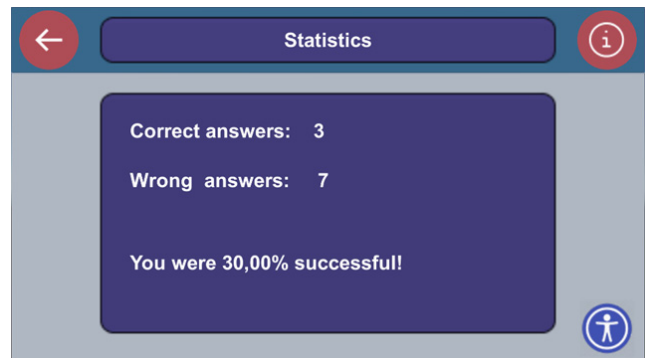 Statistics
Correct answers: 3
Wrong answers: 7
You were 30,00% successful!